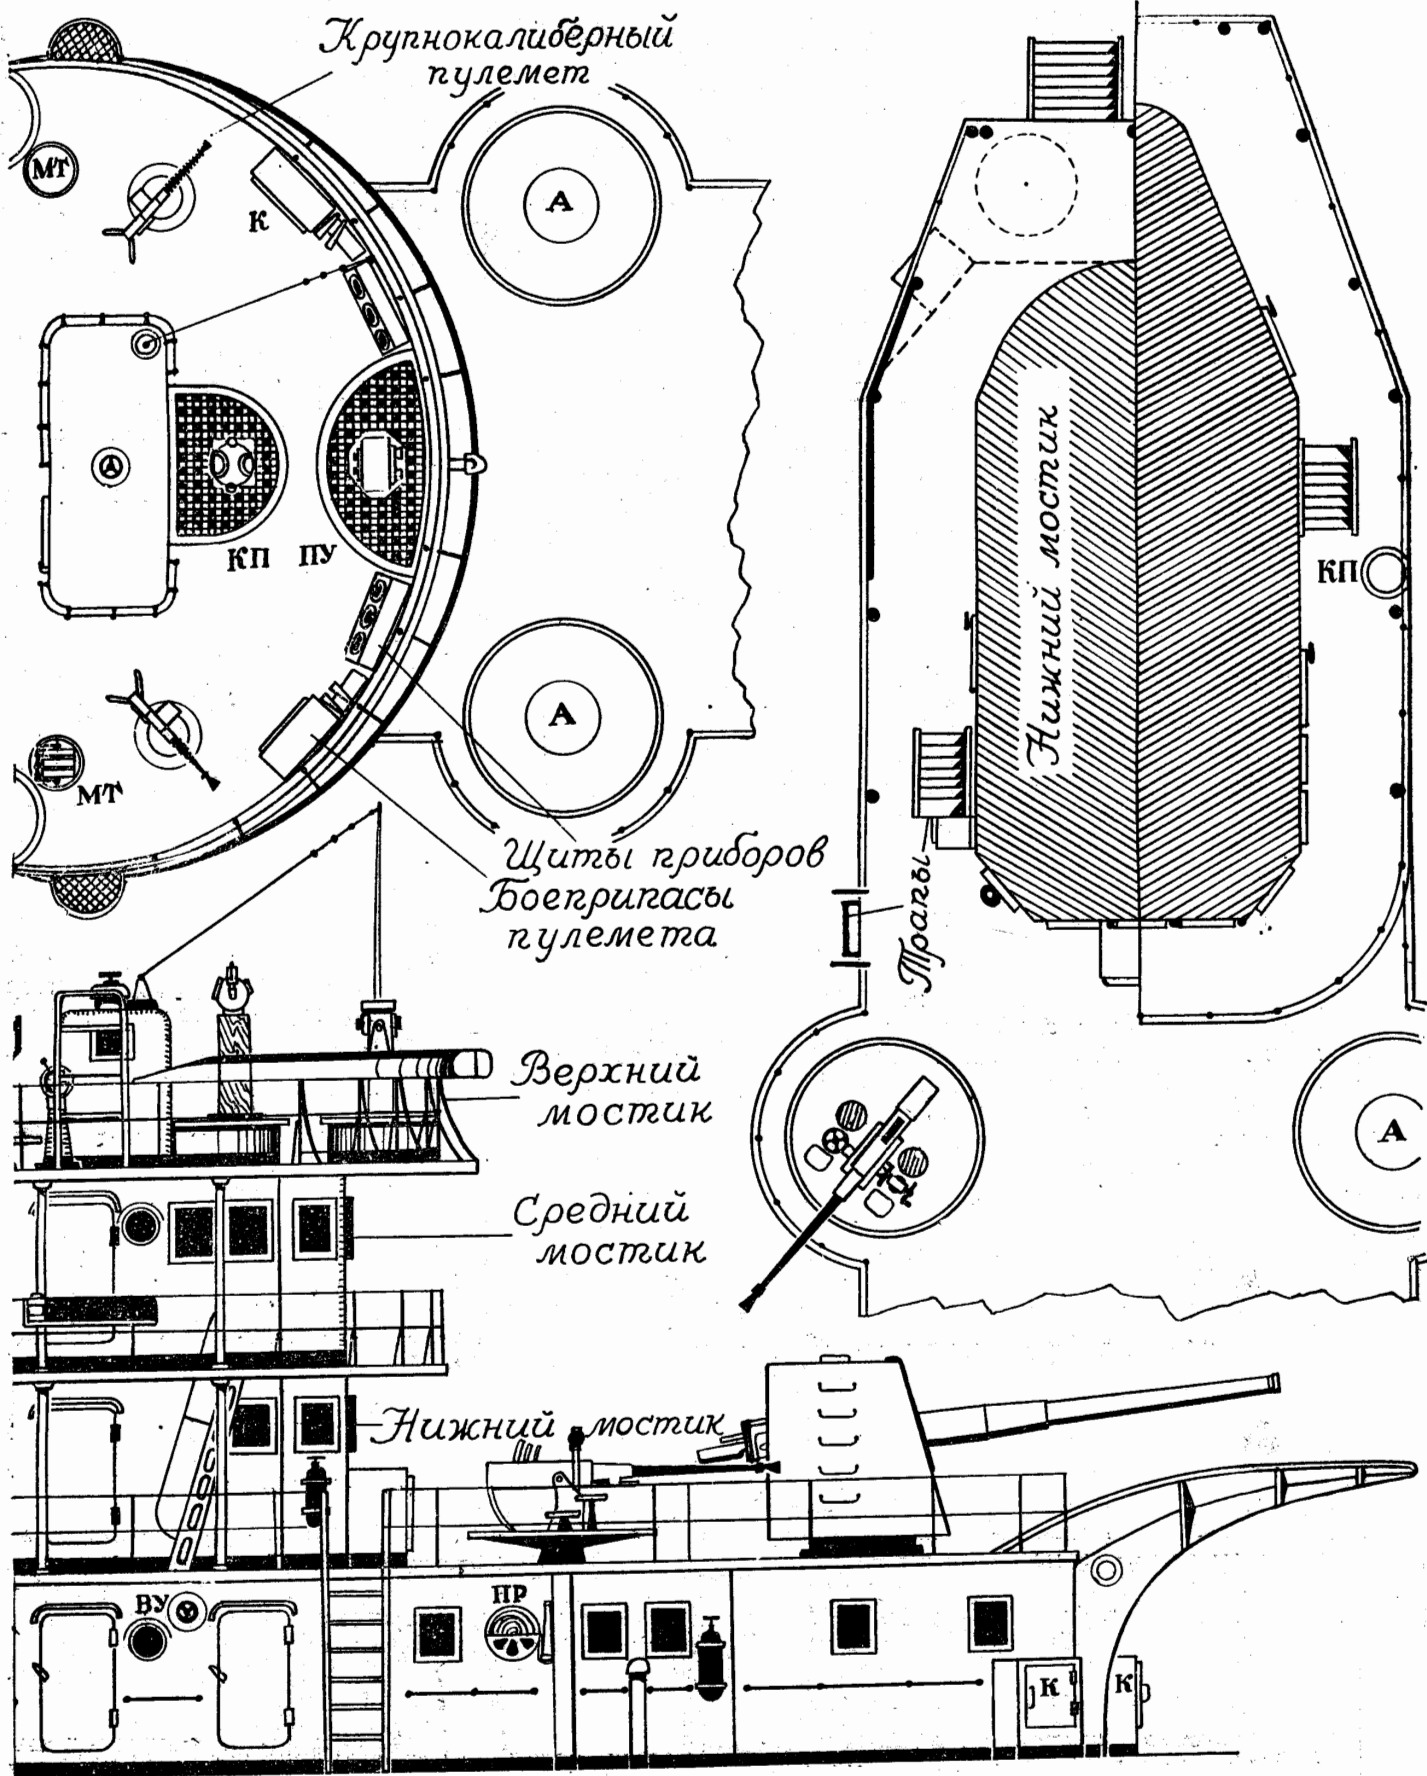 Крупнокалиберный
пулемет
МТ
К
А
КП
ПУ
А
МТ
Щиты приборов
Боеприпасы
пулемета
Нижний мостик
КП
Трапы
Верхний
мостик
А
Средний
мостик
Нижний мостик
ВУ
ПР
К
К